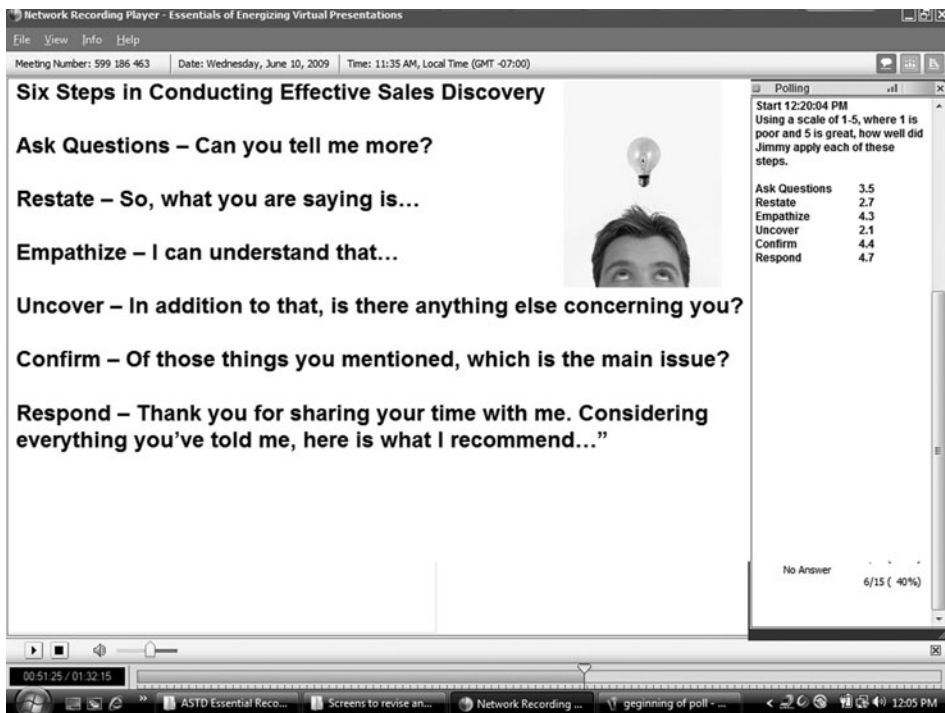 Network Recording Player - Essentials of Energizing Virtual Presentations
File View Info Help
Meeting Number: 599 186 463 Date: Wednesday, June 10, 2009 Time: 11:35 AM, Local Time (GMT -07:00)
Six Steps in Conducting Effective Sales Discovery
Ask Questions – Can you tell me more?
Restate – So, what you are saying is…
Empathize – I can understand that…
Uncover – In addition to that, is there anything else concerning you?
Confirm – Of those things you mentioned, which is the main issue?
Respond – Thank you for sharing your time with me. Considering
everything you’ve told me, here is what I recommend…”
Polling
Start 12:20:04 PM
Using a scale of 1-5, where 1 is
poor and 5 is great, how well did
Jimmy apply each of these
steps.
Ask Questions 3.5
Restate 2.7
Empathize 4.3
Uncover 2.1
Confirm 4.4
Respond 4.7
No Answer
6/15 ( 40%)
00:51:25 / 01:32:15
ASTD Essential Reco... Screens to revise an... Network Recording ... geginning of poll - ... 12:05 PM